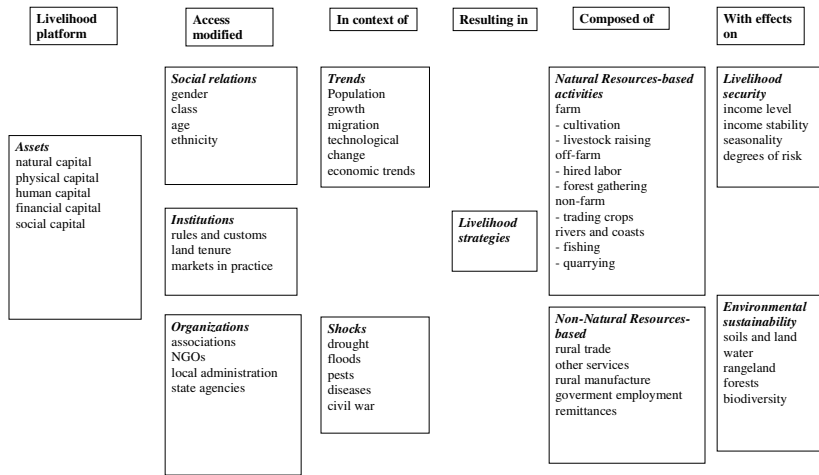 Livelihood
platform
Access
modified
In context of
Resulting in
Composed of
With effects
on
Assets
natural capital
physical capital
human capital
financial capital
social capital
Social relations
gender
class
age
ethnicity
Institutions
rules and customs
land tenure
markets in practice
Organizations
associations
NGOs
local administration
state agencies
Trends
Population
growth
migration
technological
change
economic trends
Shocks
drought
floods
pests
diseases
civil war
Livelihood
strategies
Natural Resources-based
activities
farm
- cultivation
- livestock raising
off-farm
- hired labor
- forest gathering
non-farm
- trading crops
rivers and coasts
- fishing
- quarrying
Non-Natural Resources-
based
rural trade
other services
rural manufacture
goverment employment
remittances
Livelihood
security
income level
income stability
seasonality
degrees of risk
Environmental
sustainability
soils and land
water
rangeland
forests
biodiversity